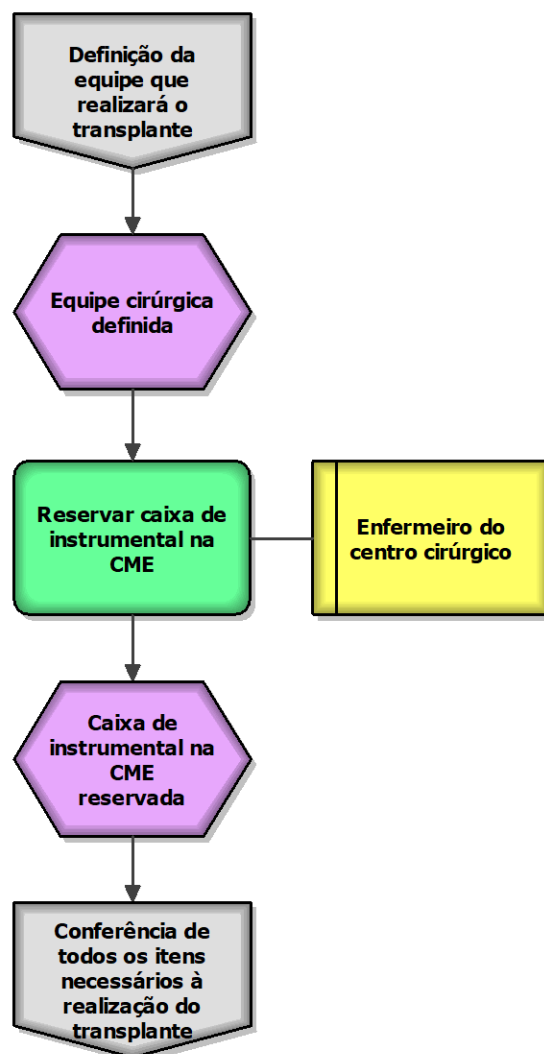 Definição da
equipe que
realizará o
transplante
Equipe cirúrgica
definida
Reservar caixa de
instrumental na
CME
Enfermeiro do
centro cirúrgico
Caixa de
instrumental na
CME
reservada
Conferência de
todos os itens
necessários à
realização do
transplante